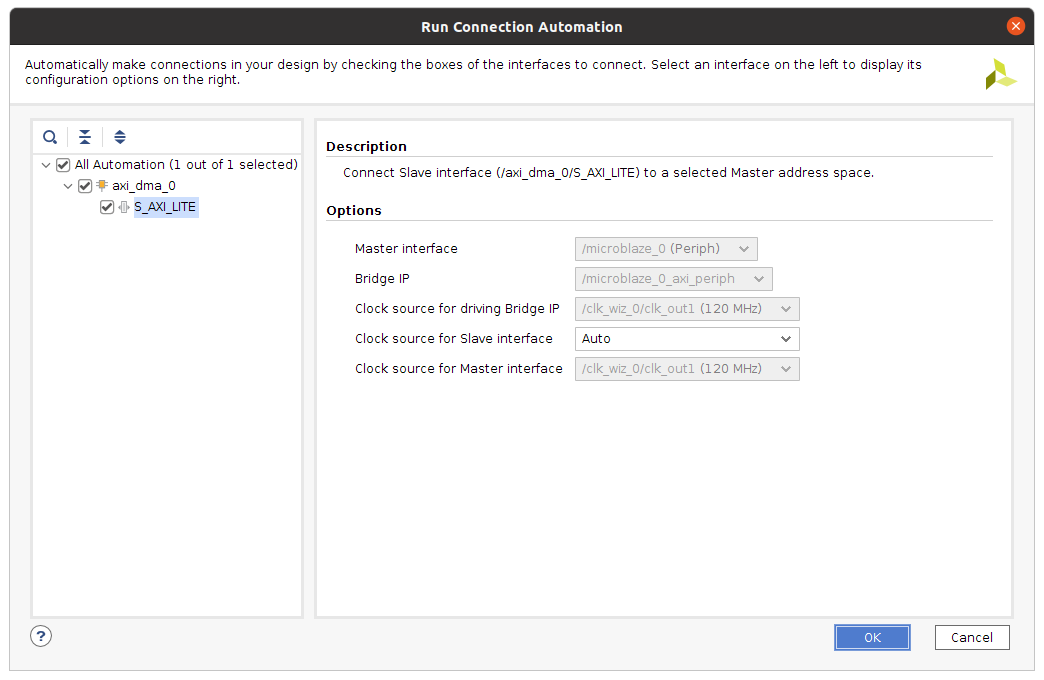 Run Connection Automation
Automatically make connections in your design by checking the boxes of the interfaces to connect. Select an interface on the left to display its
configuration options on the right.
All Automation (1 out of 1 selected)
axi_dma_0
S_AXI_LITE
Description
Connect Slave interface (/axi_dma_0/S_AXI_LITE) to a selected Master address space.
Options
Master interface /microblaze_0 (Periph)
Bridge IP /microblaze_0_axi_periph
Clock source for driving Bridge IP /clk_wiz_0/clk_out1 (120 MHz)
Clock source for Slave interface Auto
Clock source for Master interface /clk_wiz_0/clk_out1 (120 MHz)
? OK Cancel